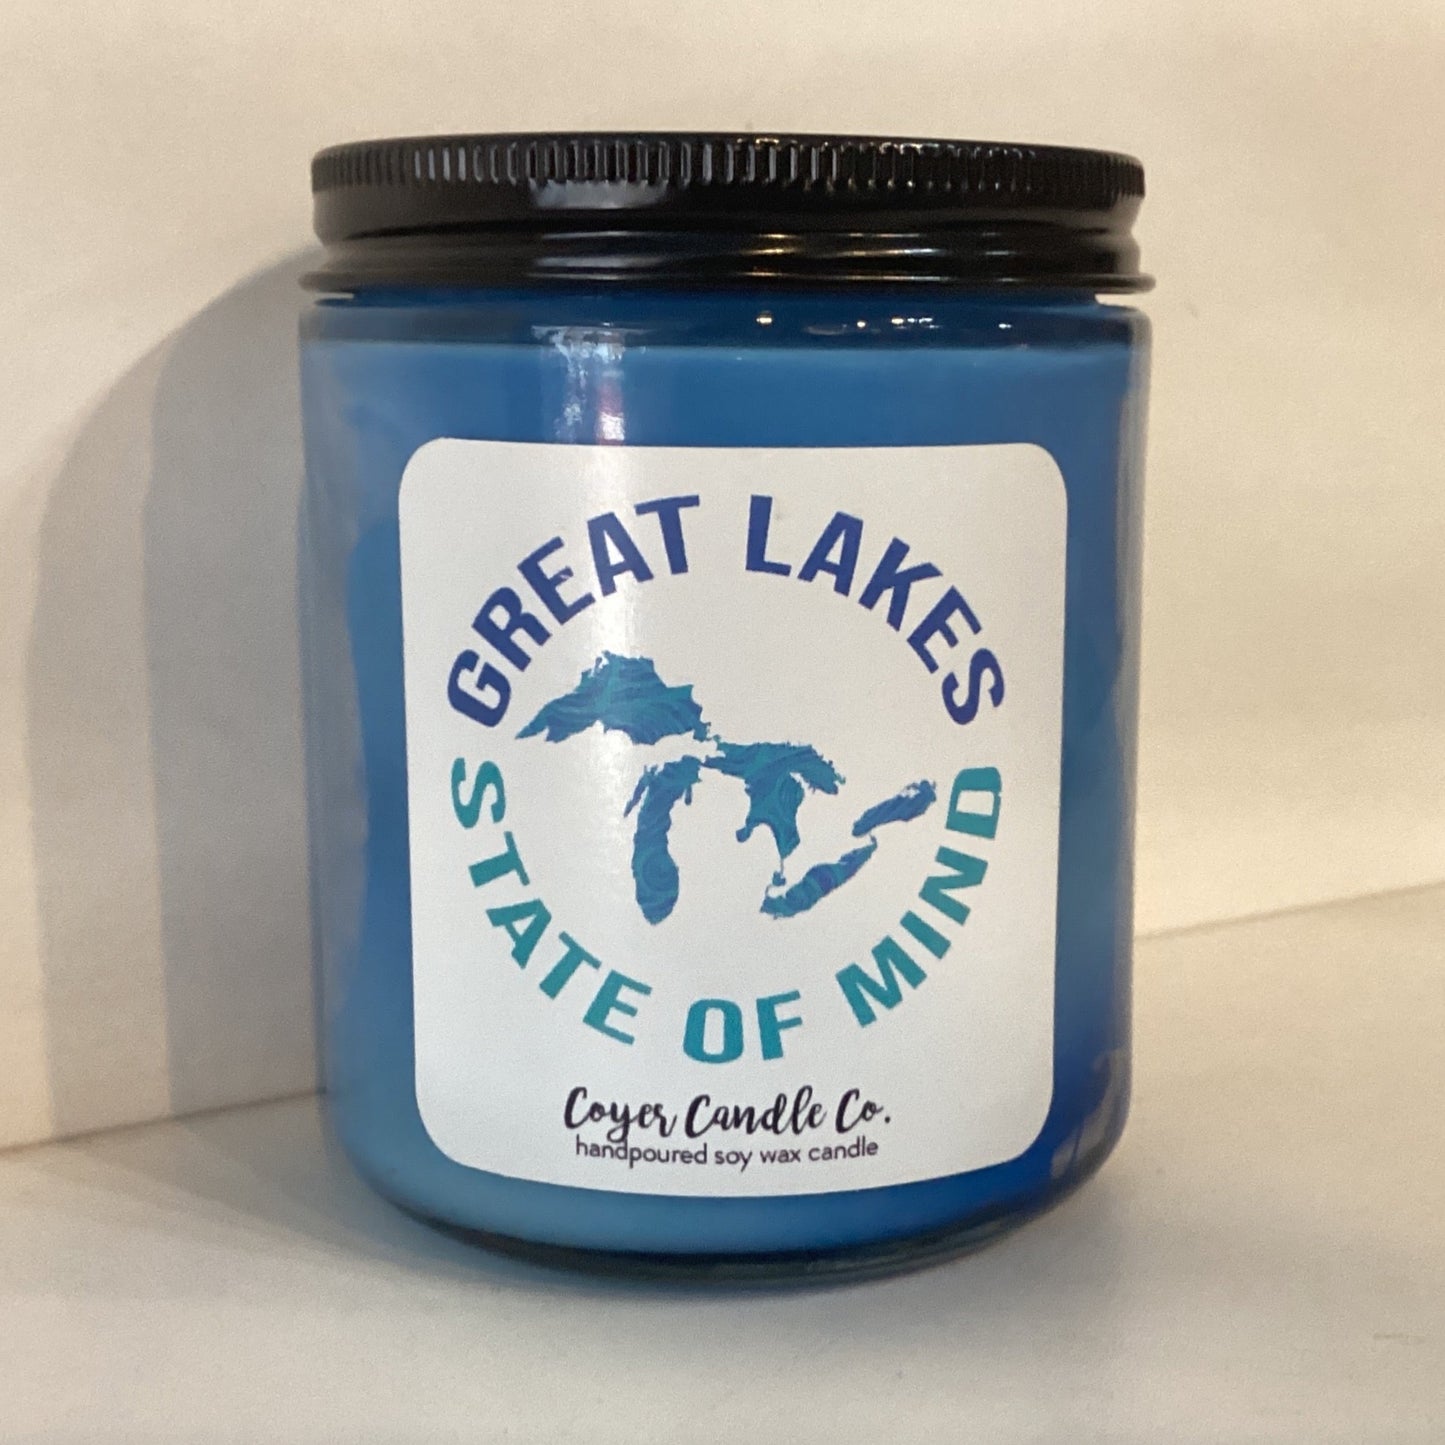 GREAT LAKES
STATE OF MIND
Coyer Candle Co.
handpoured soy wax candle